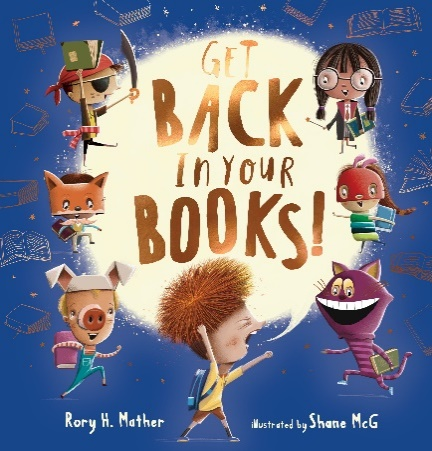 GET
BACK
IN YOUR
BOOKS!
Rory H. Mather
illustrated by Shane McG